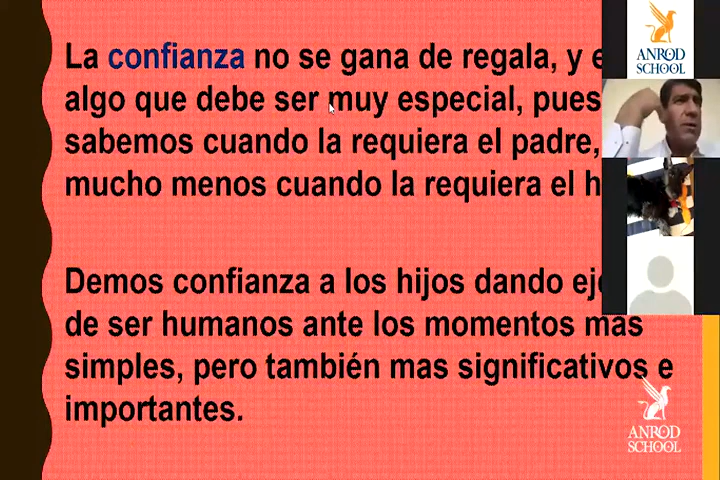 La confianza no se gana de regala, y
algo que debe ser muy especial, pues
sabemos cuando la requiera el padre,
mucho menos cuando la requiera el
Demos confianza a los hijos dando
de ser humanos ante los momentos mas
simples, pero también mas significativos e
importantes.
ANROD
SCHOOL
ANROD
SCHOOL